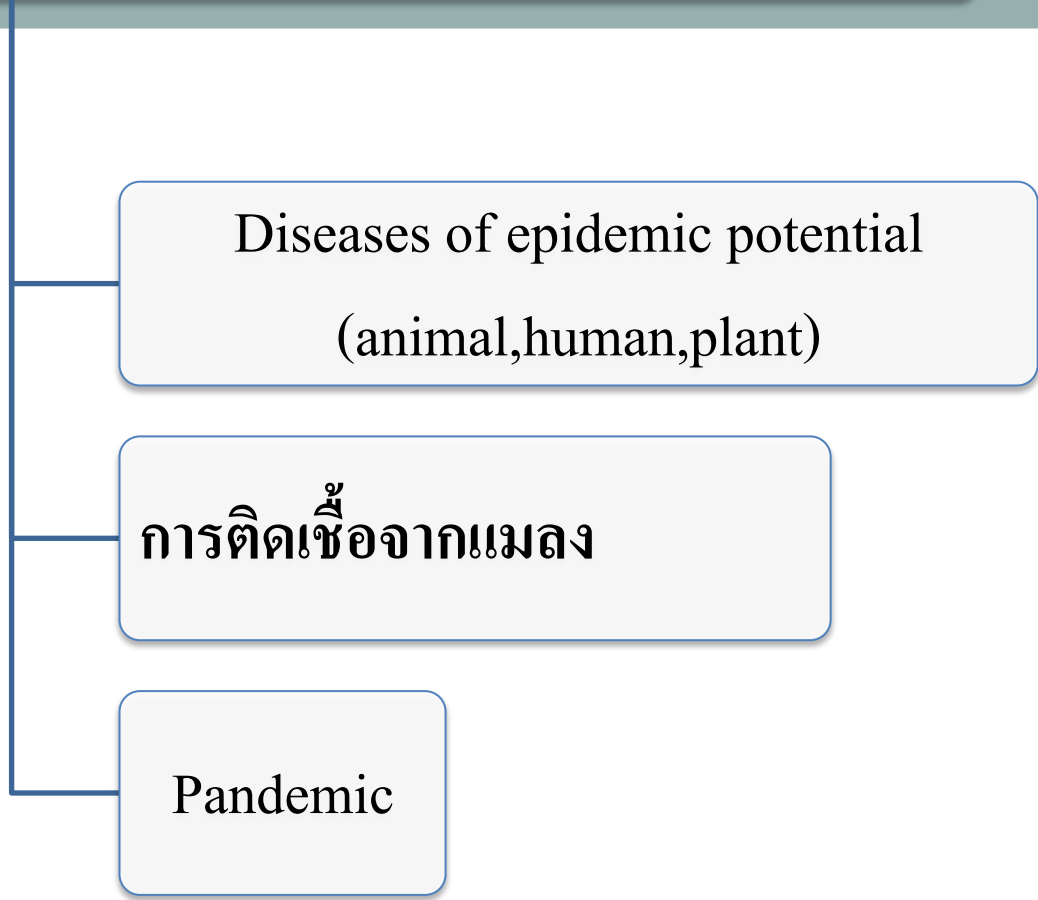 Diseases of epidemic potential
(animal,human,plant)
การติดเชื้อจากแมลง
Pandemic